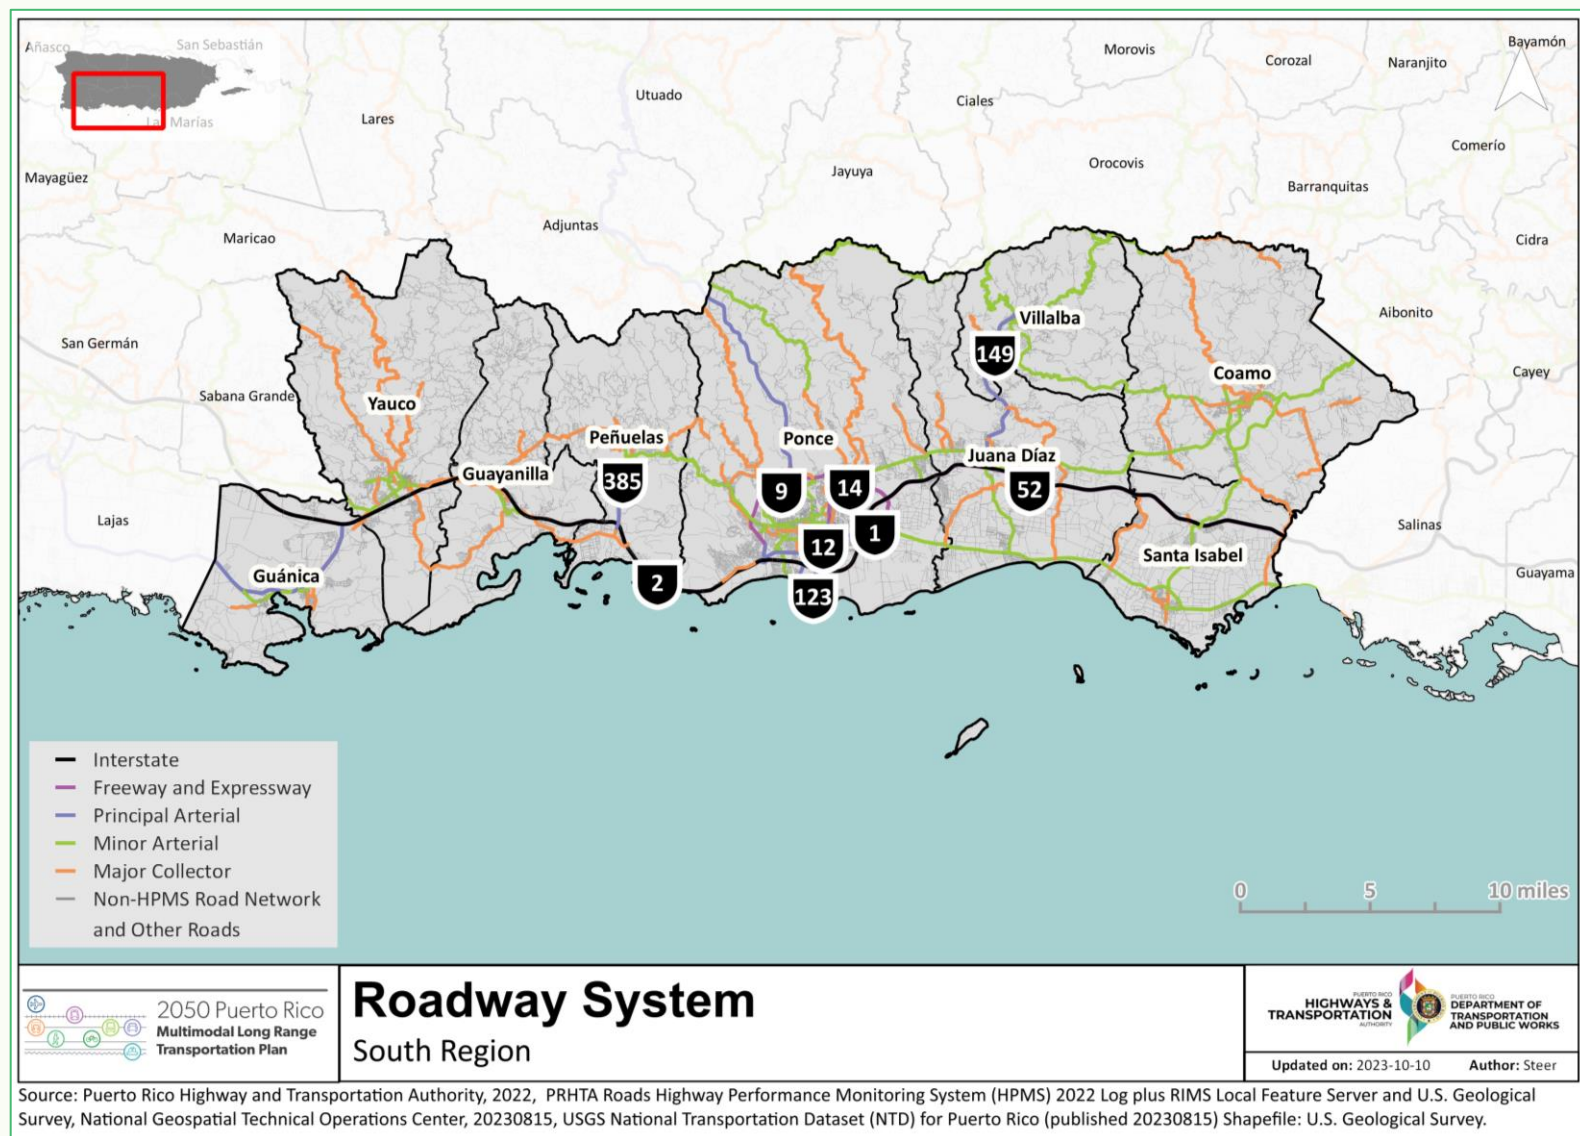 Añasco
San Sebastián
Las Marías
Mayagüez
Lares
Utuado
Morovis
Corozal
Naranjito
Bayamón
Ciales
Orocovis
Comerío
Barranquitas
Jayuya
Adjuntas
Maricao
Cidra
Aibonito
San Germán
Sabana Grande
Cayey
Lajas
Salinas
Guayama
Villalba
149
Coamo
Yauco
Peñuelas
Ponce
Juana Díaz
Guayanilla
385
9
14
52
1
12
Santa Isabel
Guánica
2
123
Interstate
Freeway and Expressway
Principal Arterial
Minor Arterial
Major Collector
Non-HPMS Road Network
and Other Roads
0 5 10 miles
2050 Puerto Rico
Multimodal Long Range
Transportation Plan
Roadway System
South Region
PUERTO RICO
HIGHWAYS &
TRANSPORTATION
AUTHORITY
PUERTO RICO
DEPARTMENT OF
TRANSPORTATION
AND PUBLIC WORKS
Updated on: 2023-10-10 Author: Steer
Source: Puerto Rico Highway and Transportation Authority, 2022, PRHTA Roads Highway Performance Monitoring System (HPMS) 2022 Log plus RIMS Local Feature Server and U.S. Geological
Survey, National Geospatial Technical Operations Center, 20230815, USGS National Transportation Dataset (NTD) for Puerto Rico (published 20230815) Shapefile: U.S. Geological Survey.